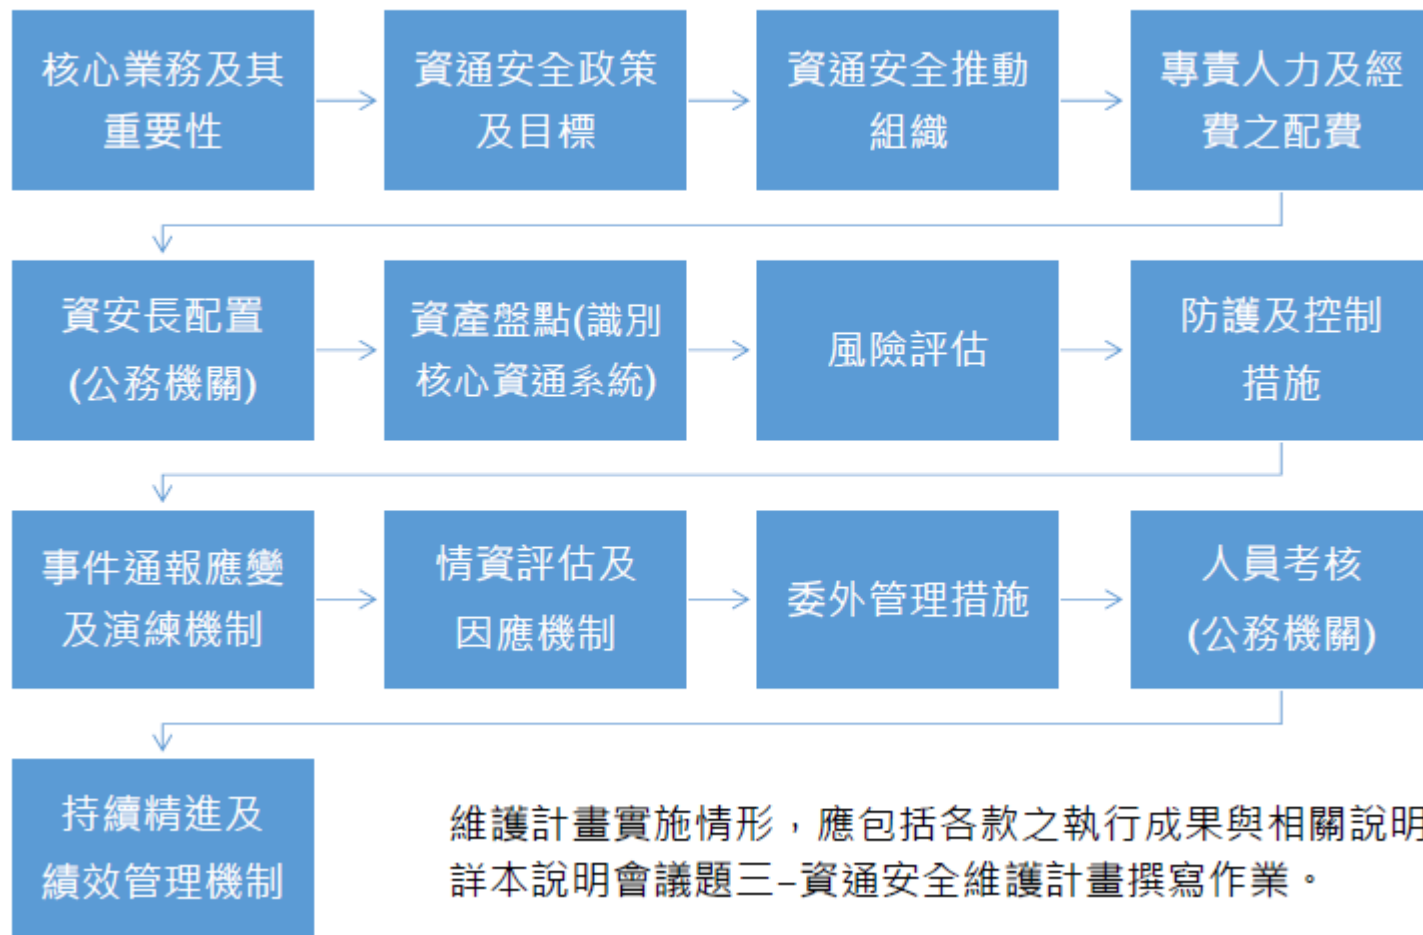 核心業務及其
重要性
資通安全政策
及目標
資通安全推動
組織
專責人力及經
費之配費
資安長配置
(公務機關)
資產盤點(識別
核心資通系統)
風險評估
防護及控制
措施
事件通報應變
及演練機制
情資評估及
因應機制
委外管理措施
人員考核
(公務機關)
持續精進及
績效管理機制
維護計畫實施情形，應包括各款之執行成果與相關說明
詳本說明會議題三–資通安全維護計畫撰寫作業。